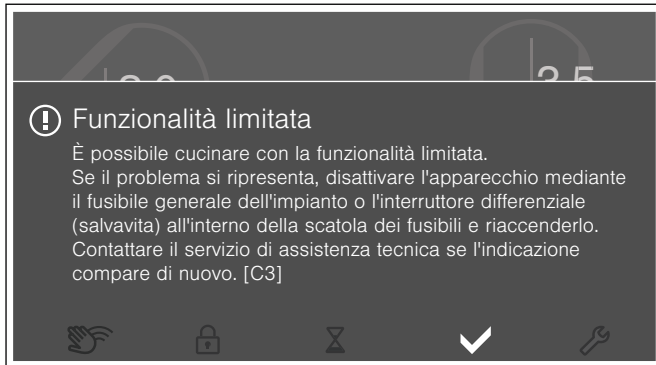 Funzionalità limitata
È possibile cucinare con la funzionalità limitata.
Se il problema si ripresenta, disattivare l'apparecchio mediante
il fusibile generale dell'impianto o l'interruttore differenziale
(salvavita) all'interno della scatola dei fusibili e riaccenderlo.
Contattare il servizio di assistenza tecnica se l'indicazione
compare di nuovo. [C3]